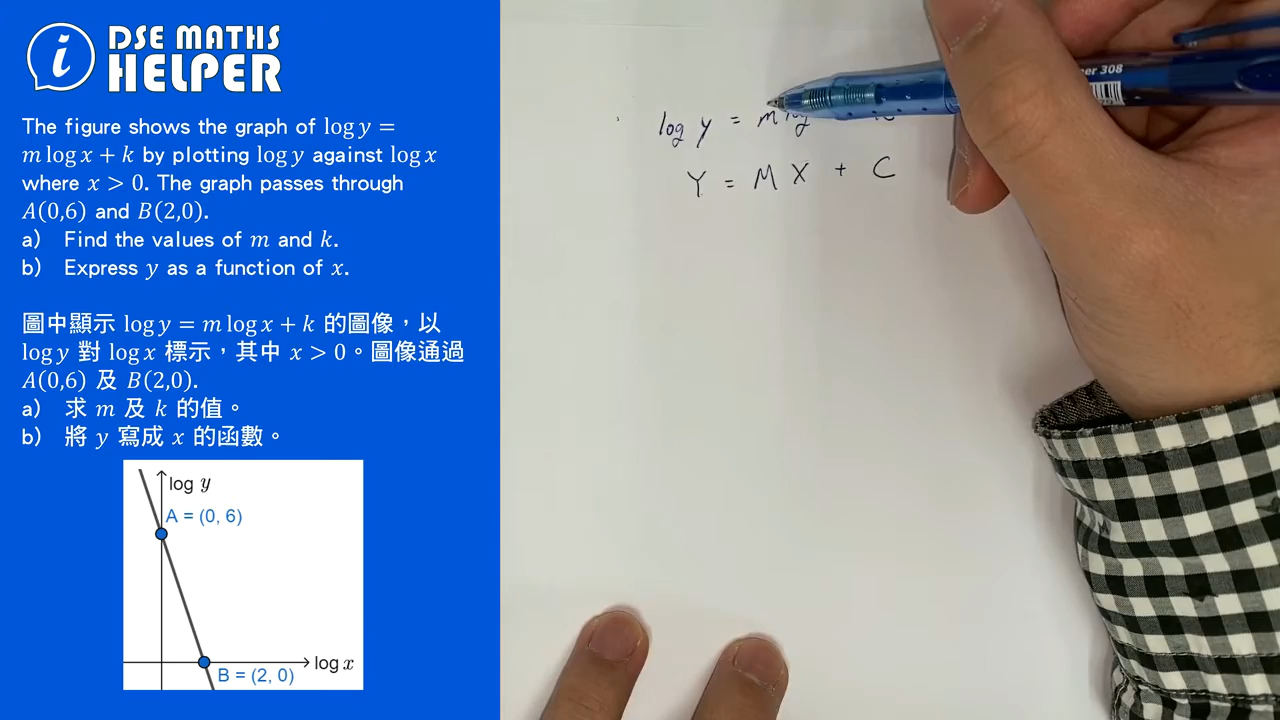 DSE MATHS
HELPER
The figure shows the graph of log y =
m log x + k by plotting log y against log x
where x > 0. The graph passes through
A(0,6) and B(2,0).
a) Find the values of m and k.
b) Express y as a function of x.
圖中顯示 log y = m log x + k 的圖像，以
log y 對 log x 標示，其中 x > 0。圖像通過
A(0,6) 及 B(2,0).
a) 求 m 及 k 的值。
b) 將 y 寫成 x 的函數。
log y
A = (0, 6)
log x
B = (2, 0)
log y = m log
Y = M X + C
308